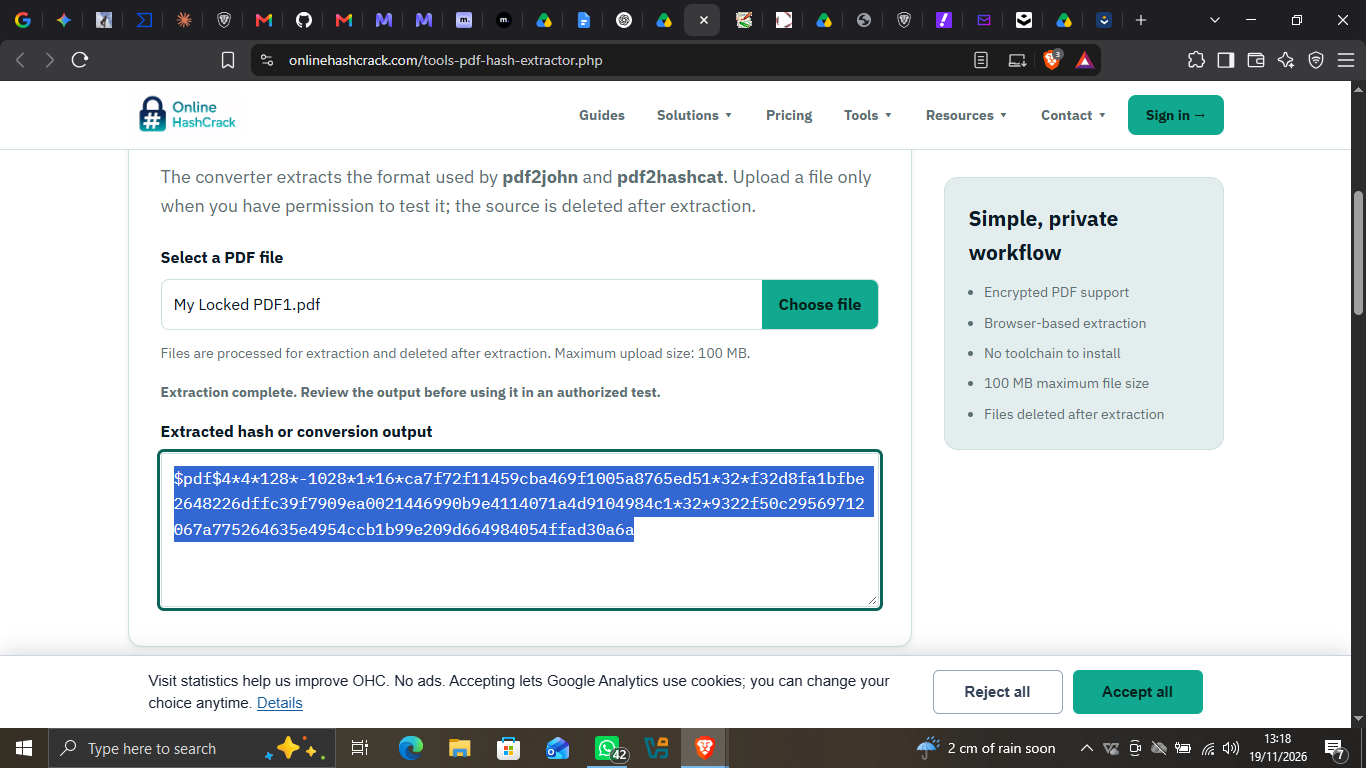 onlinehashcrack.com/tools-pdf-hash-extractor.php
3
Online
HashCrack
#
Guides
Solutions ▼
Pricing
Tools ▼
Resources ▼
Contact ▼
Sign in →
The converter extracts the format used by pdf2john and pdf2hashcat. Upload a file only
when you have permission to test it; the source is deleted after extraction.
Select a PDF file
My Locked PDF1.pdf
Choose file
Files are processed for extraction and deleted after extraction. Maximum upload size: 100 MB.
Extraction complete. Review the output before using it in an authorized test.
Extracted hash or conversion output
$pdf$4*4*128*-1028*1*16*ca7f72f11459cba469f1005a8765ed51*32*f32d8fa1bfbe
2648226dffc39f7909ea0021446990b9e4114071a4d9104984c1*32*9322f50c29569712
067a775264635e4954ccb1b99e209d664984054ffad30a6a
Simple, private
workflow
• Encrypted PDF support
• Browser-based extraction
• No toolchain to install
• 100 MB maximum file size
• Files deleted after extraction
Visit statistics help us improve OHC. No ads. Accepting lets Google Analytics use cookies; you can change your
choice anytime. Details
Reject all
Accept all
Type here to search
42
2 cm of rain soon
13:18
19/11/2026
7